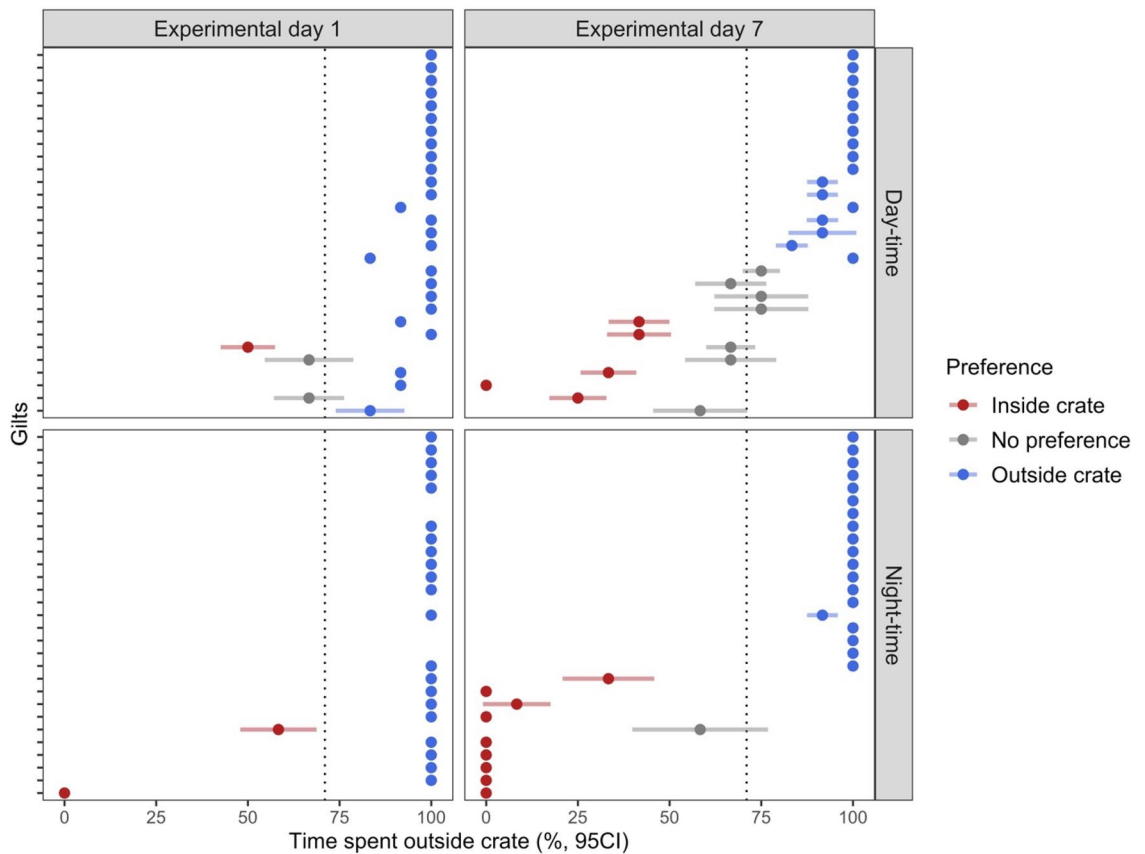 Experimental day 1
Experimental day 7
Day-time
Night-time
Gilts
Preference
Inside crate
No preference
Outside crate
0 25 50 75 100 0 25 50 75 100
Time spent outside crate (%, 95CI)